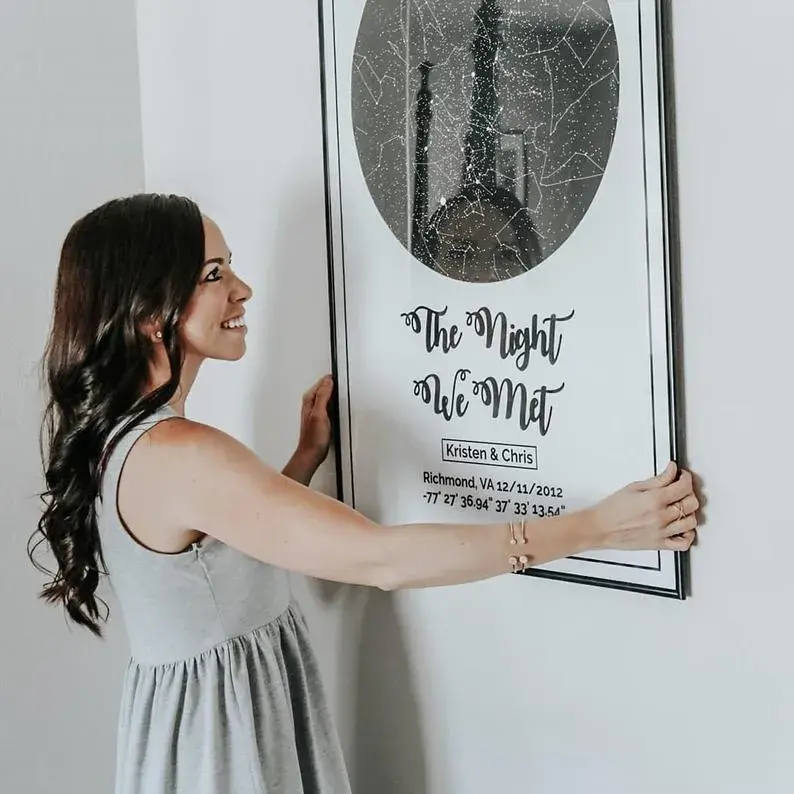 The Night
We Met
Kristen & Chris
Richmond, VA 12/11/2012
-77° 27' 36.94" 37° 33' 13.54"